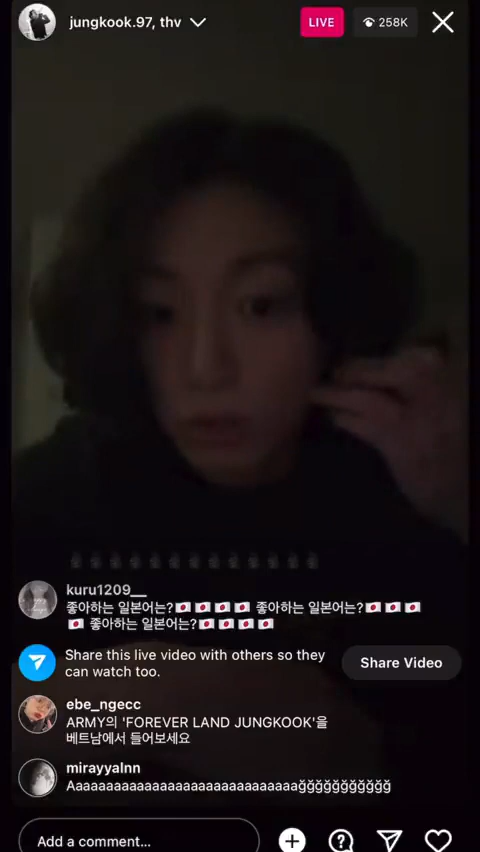 jungkook.97, thv
LIVE
258K
kuru1209__
좋아하는 일본어는?🇯🇵🇯🇵🇯🇵🇯🇵 좋아하는 일본어는?🇯🇵🇯🇵🇯🇵
🇯🇵 좋아하는 일본어는?🇯🇵🇯🇵🇯🇵🇯🇵
Share this live video with others so they
can watch too.
Share Video
ebe_ngecc
ARMY의 'FOREVER LAND JUNGKOOK'을
베트남에서 들어보세요
mirayyalnn
Aaaaaaaaaaaaaaaaaaaaaaaaaaaaaağğğğğğğğğğğ
Add a comment...